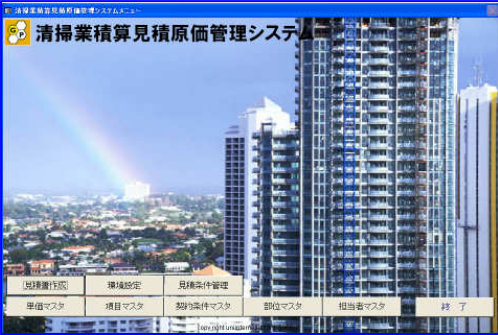 清掃業積算見積原価管理システムメニュー
清掃業積算見積原価管理システム
見積書作成 環境設定 見積条件管理
単価マスタ 項目マスタ 契約条件マスタ 部位マスタ 担当者マスタ 終 了